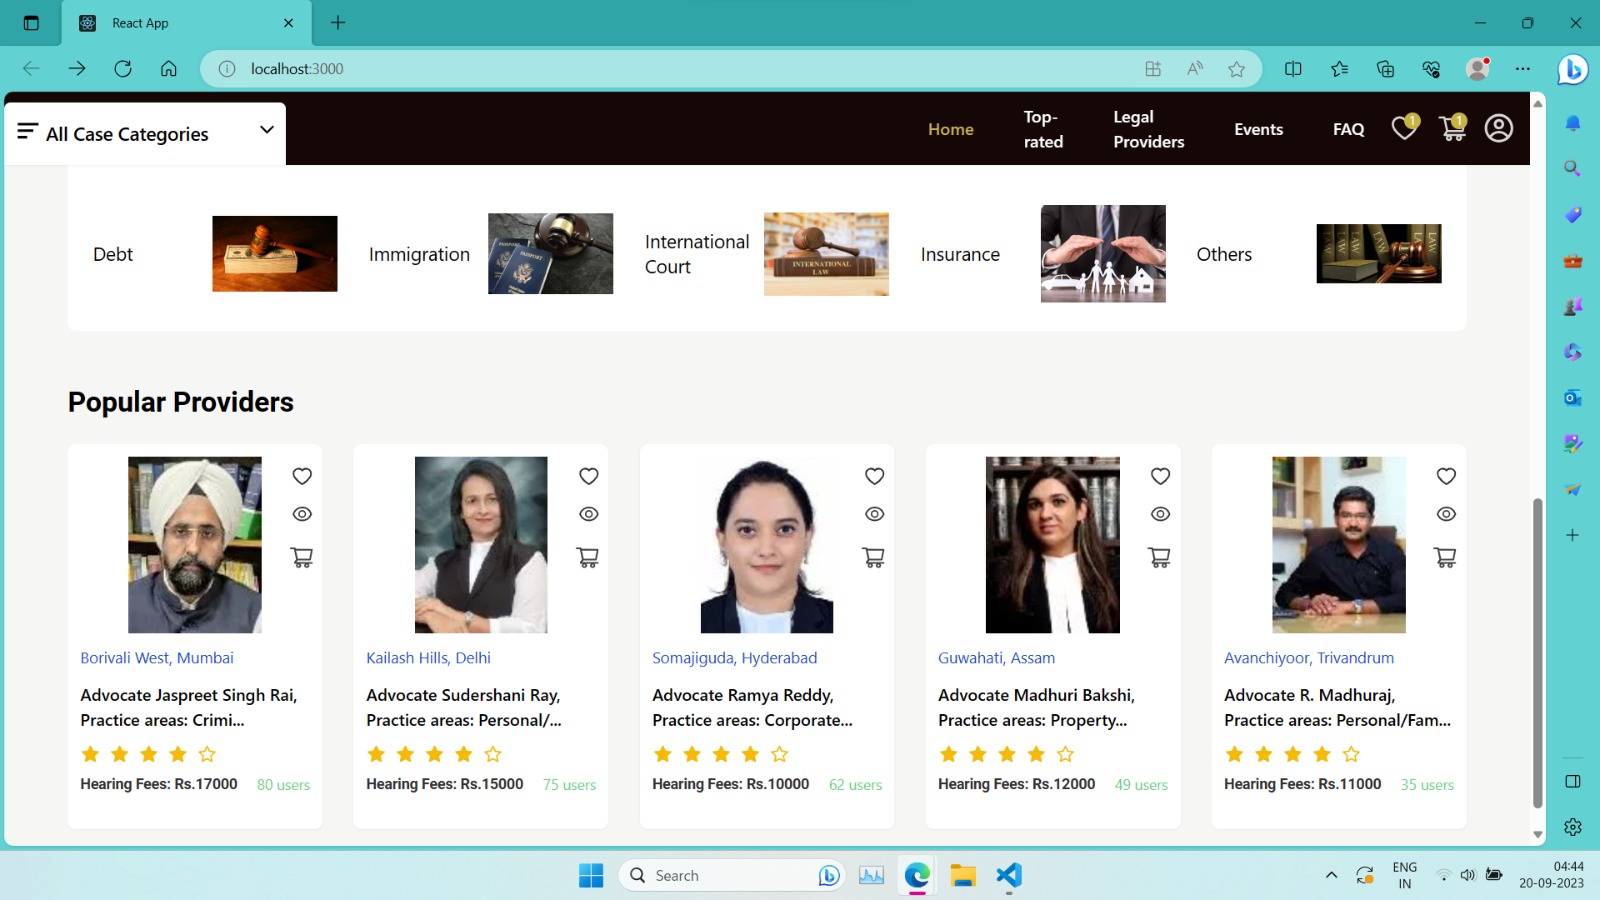 React App
localhost:3000
All Case Categories
Home
Top-
rated
Legal
Providers
Events
FAQ
1
1
Debt
Immigration
International
Court
Insurance
Others
PASSPORT
INTERNATIONAL
LAW
LAW
LAW
Popular Providers
Borivali West, Mumbai
Advocate Jaspreet Singh Rai,
Practice areas: Crimi...
Hearing Fees: Rs.17000 80 users
Kailash Hills, Delhi
Advocate Sudershani Ray,
Practice areas: Personal/...
Hearing Fees: Rs.15000 75 users
Somajiguda, Hyderabad
Advocate Ramya Reddy,
Practice areas: Corporate...
Hearing Fees: Rs.10000 62 users
Guwahati, Assam
Advocate Madhuri Bakshi,
Practice areas: Property...
Hearing Fees: Rs.12000 49 users
Avanchiyoor, Trivandrum
Advocate R. Madhuraj,
Practice areas: Personal/Fam...
Hearing Fees: Rs.11000 35 users
Search
ENG
IN
04:44
20-09-2023